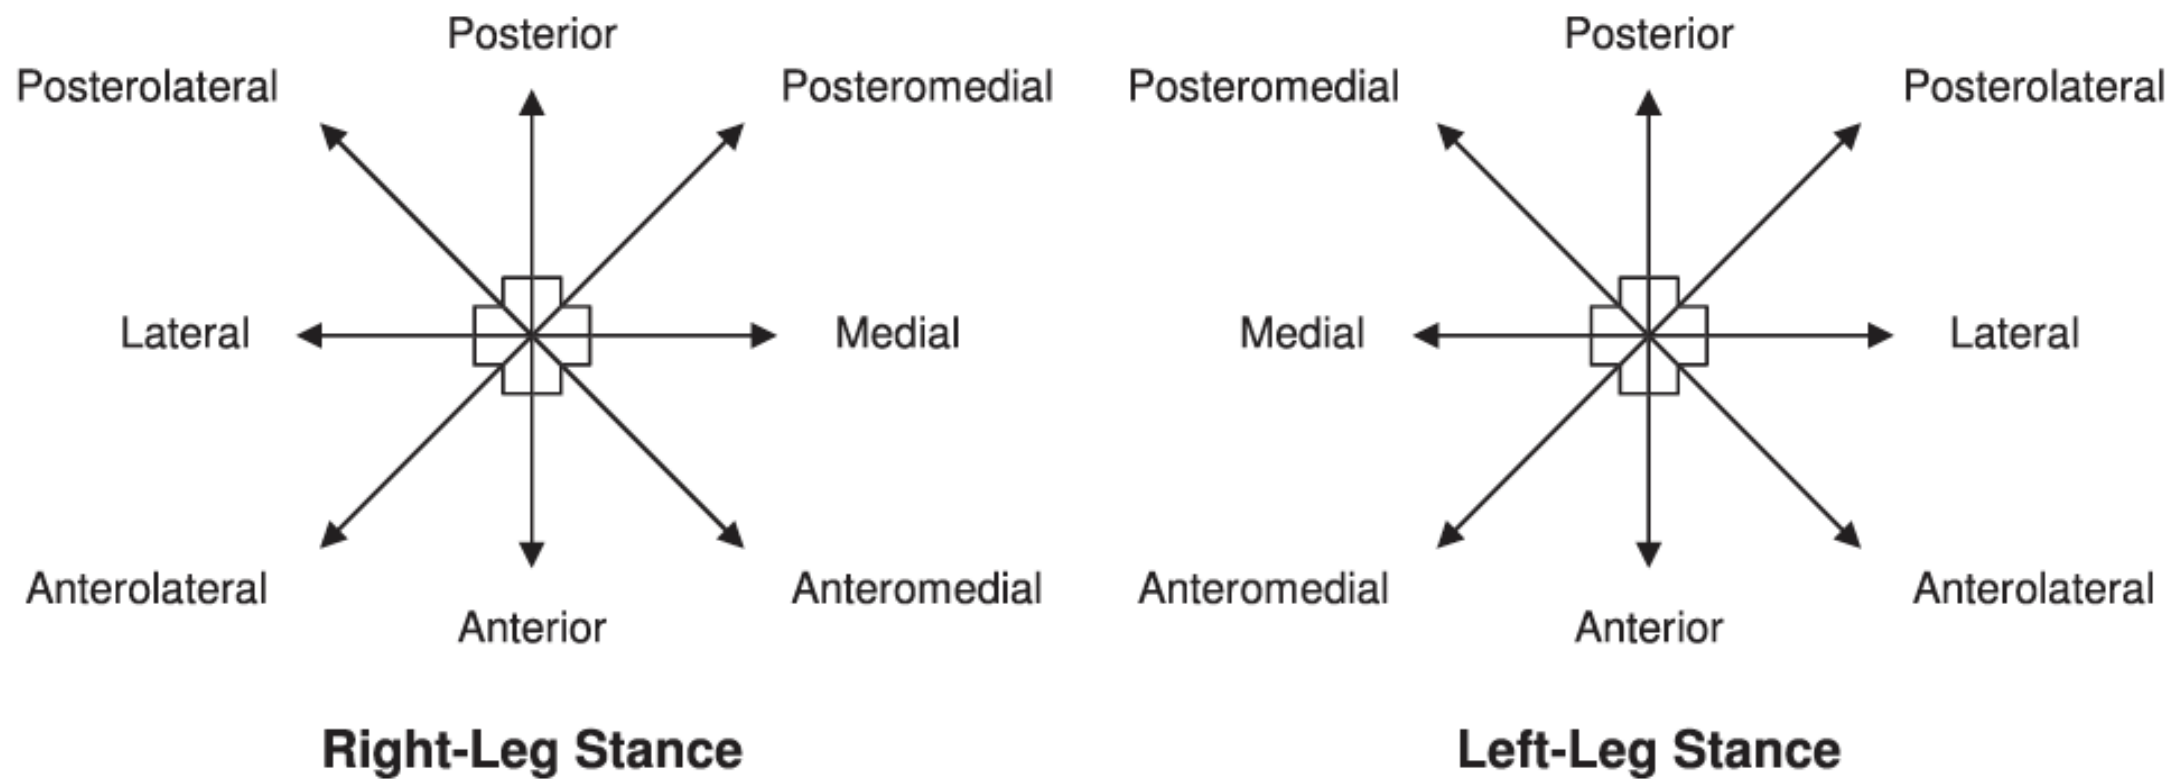 Posterior
Posterolateral
Posteromedial
Lateral
Medial
Anterolateral
Anteromedial
Anterior
Right-Leg Stance
Posterior
Posteromedial
Posterolateral
Medial
Lateral
Anteromedial
Anterolateral
Anterior
Left-Leg Stance